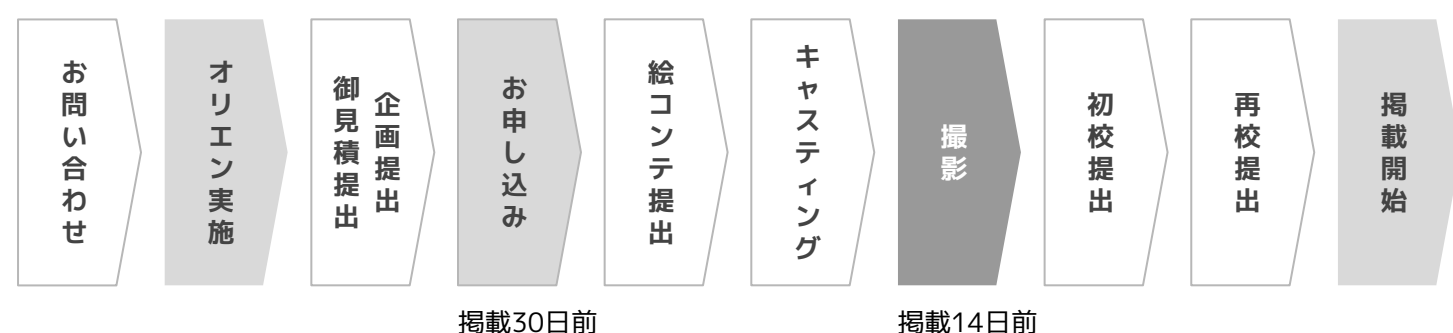 お問い合わせ
オリエン実施
企画提出
御見積提出
お申し込み
絵コンテ提出
キャスティング
撮影
初校提出
再校提出
掲載開始
掲載30日前
掲載14日前